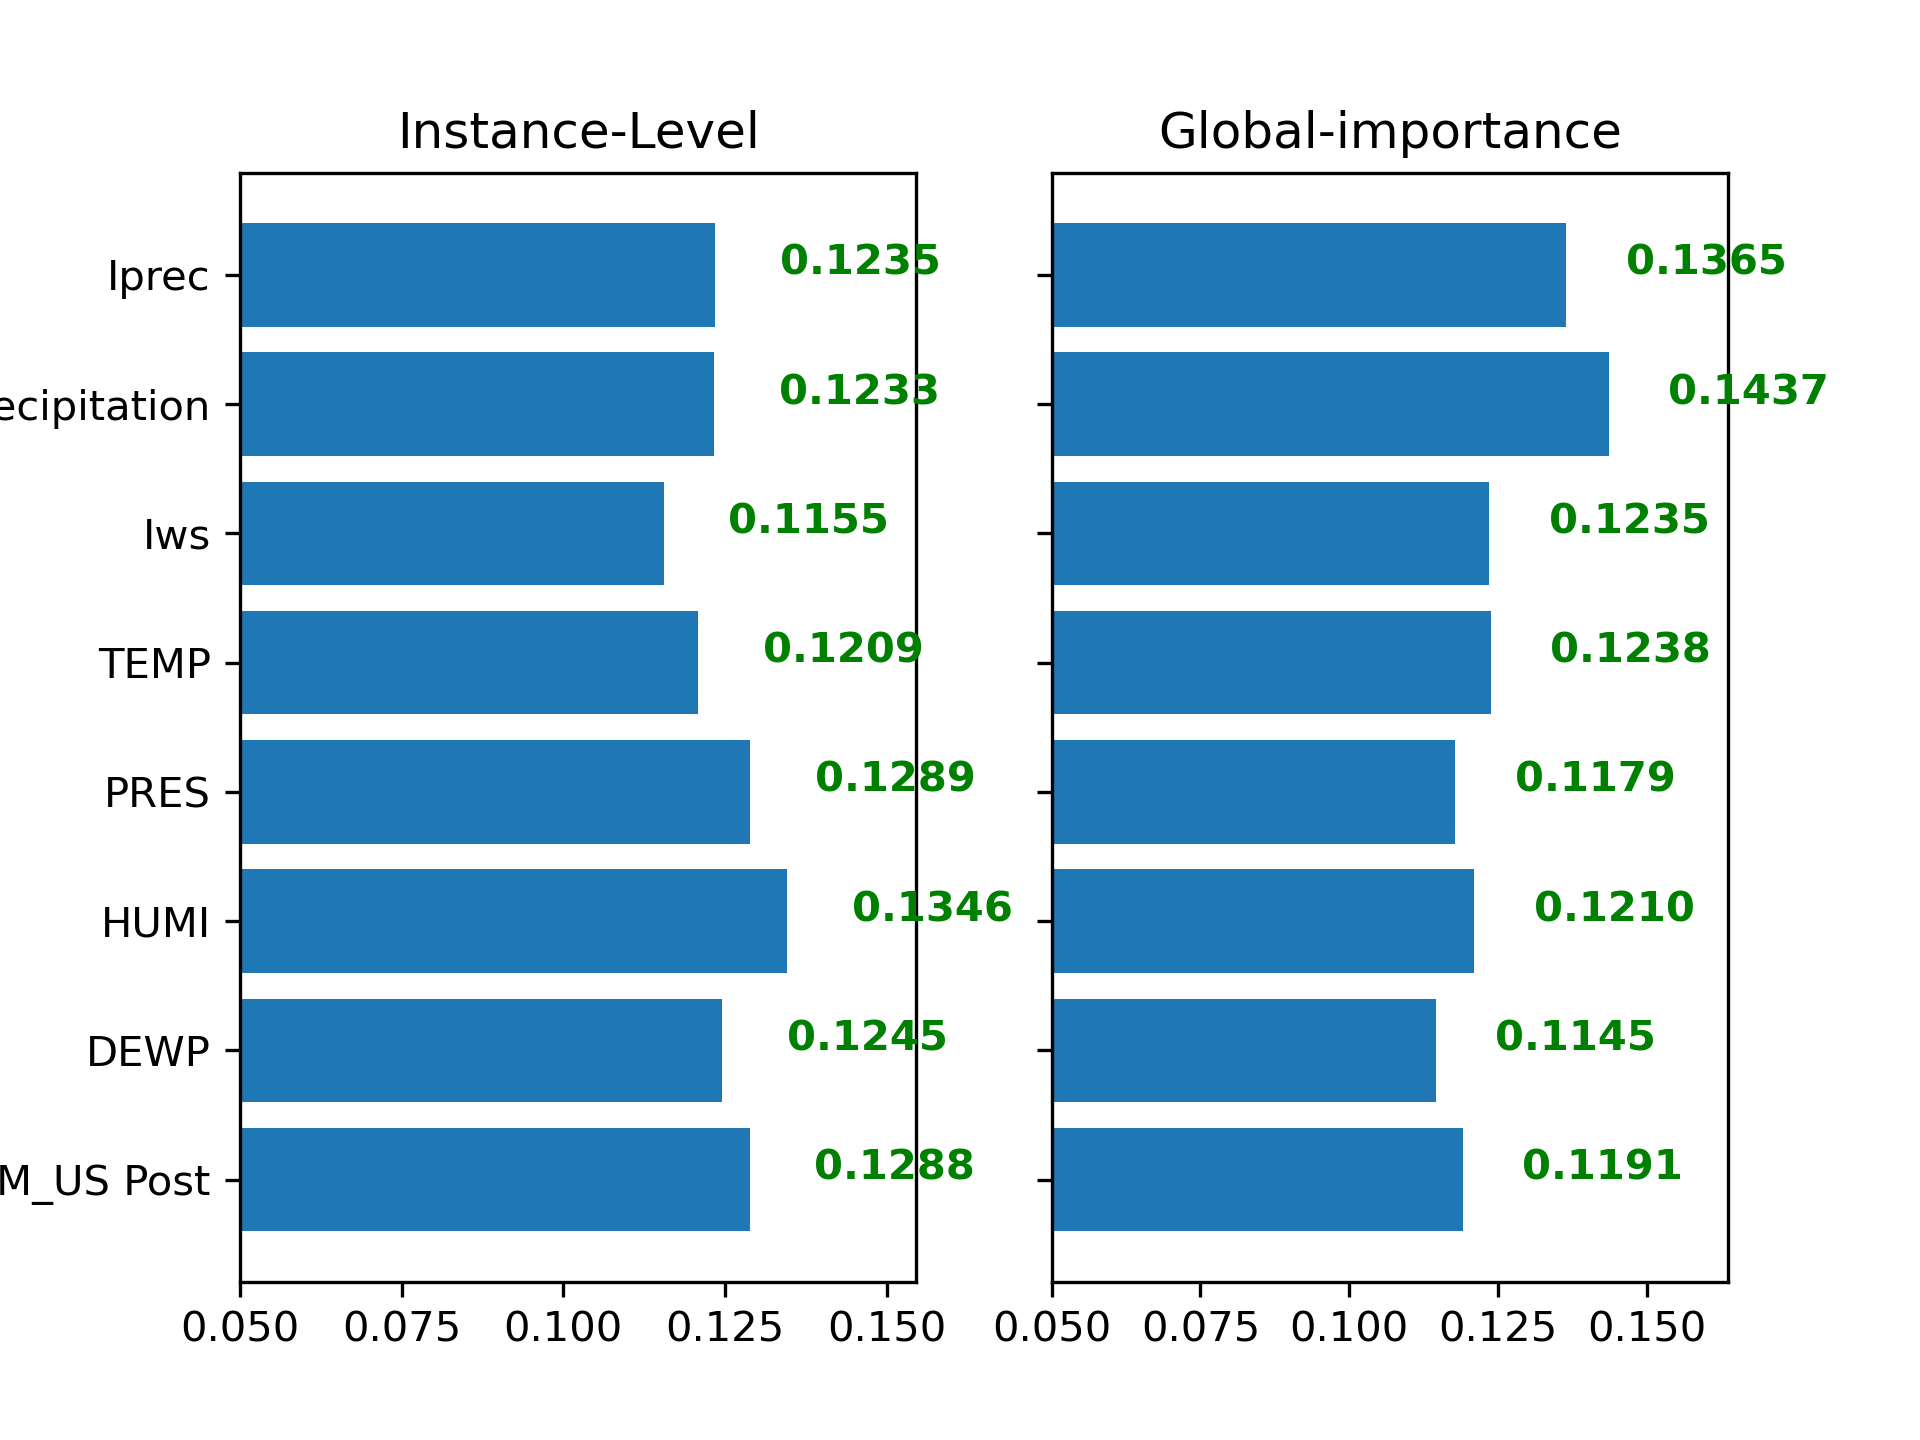 Instance-Level Global-importance
Iprec 0.1235 0.1365
ecipitation 0.1233 0.1437
Iws 0.1155 0.1235
TEMP 0.1209 0.1238
PRES 0.1289 0.1179
HUMI 0.1346 0.1210
DEWP 0.1245 0.1145
M_US Post 0.1288 0.1191
0.050 0.075 0.100 0.125 0.150 0.050 0.075 0.100 0.125 0.150